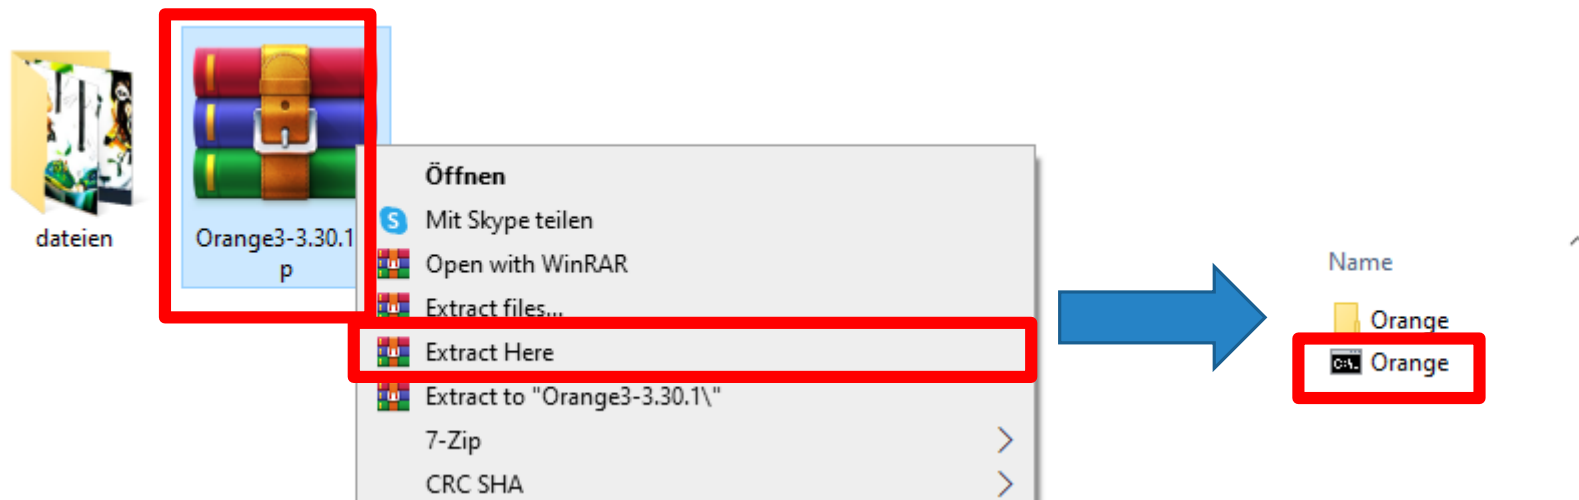 dateien
Orange3-3.30.1
p
Öffnen
Mit Skype teilen
Open with WinRAR
Extract files...
Extract Here
Extract to "Orange3-3.30.1\"
7-Zip
CRC SHA
Name
Orange
C:\. Orange